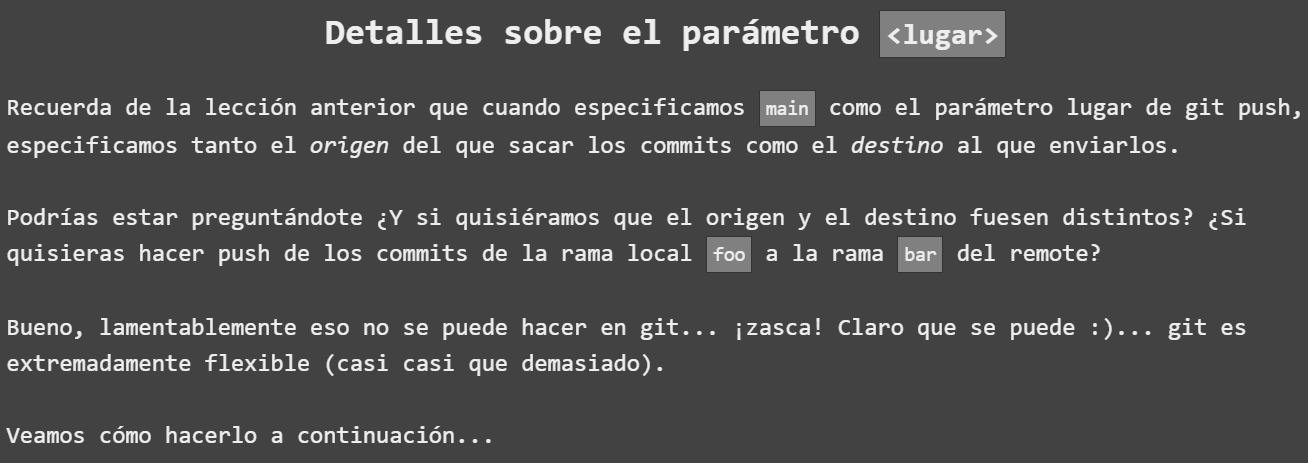 Detalles sobre el parámetro <lugar>
Recuerda de la lección anterior que cuando especificamos main como el parámetro lugar de git push,
especificamos tanto el origen del que sacar los commits como el destino al que enviarlos.
Podrías estar preguntándote ¿Y si quisiéramos que el origen y el destino fuesen distintos? ¿Si
quisieras hacer push de los commits de la rama local foo a la rama bar del remote?
Bueno, lamentablemente eso no se puede hacer en git... ¡zasca! Claro que se puede :)... git es
extremadamente flexible (casi casi que demasiado).
Veamos cómo hacerlo a continuación...